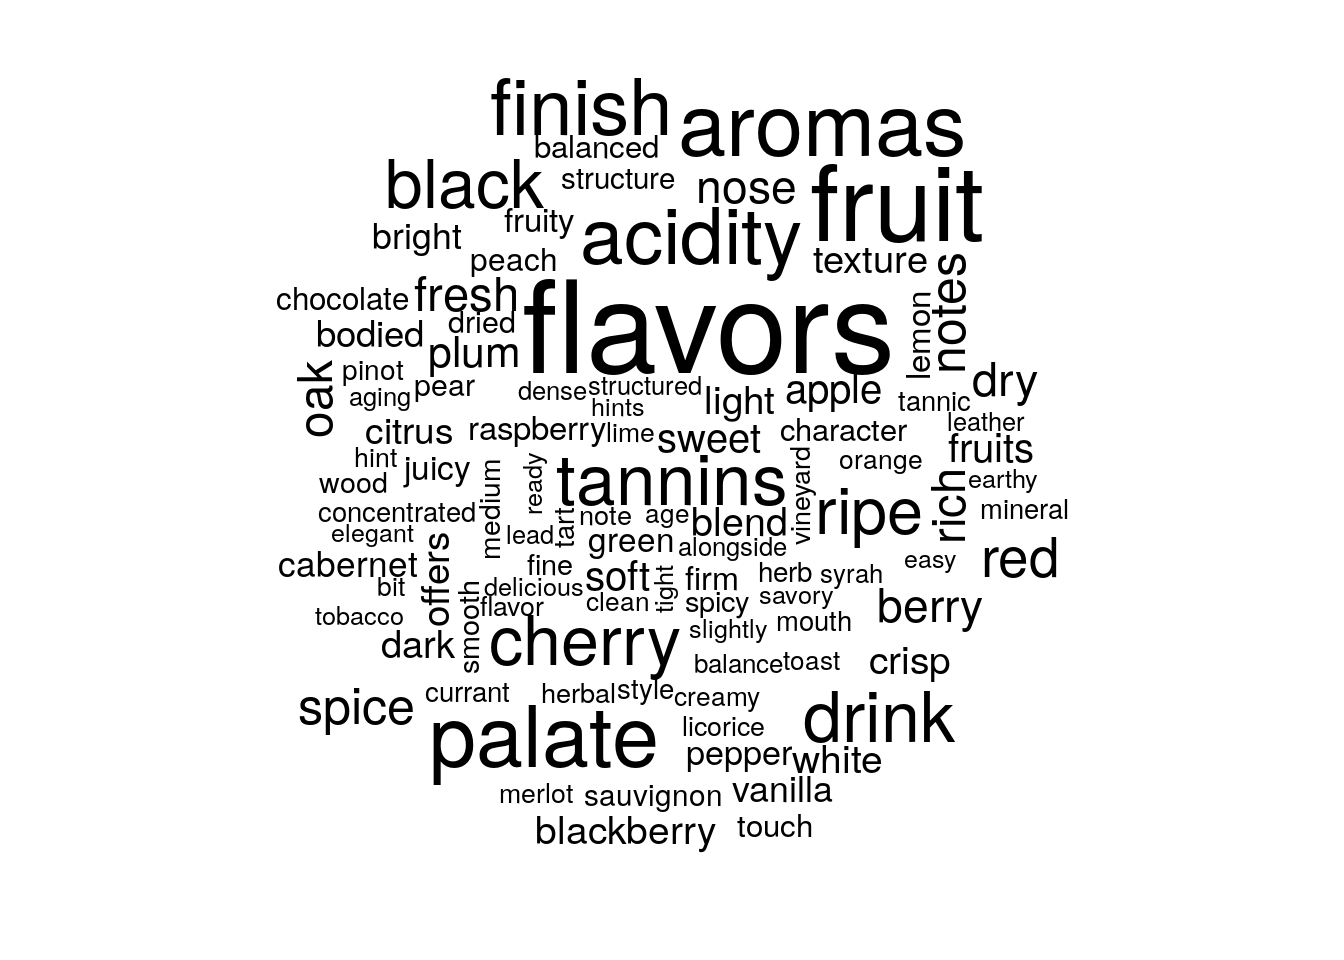 finish
aromas
balanced
black
structure
nose
fruit
fruity
bright
acidity
peach
texture
notes
chocolate
fresh
flavors
lemon
bodied
dried
plum
oak
pinot
pear
aging
dense
structured
hints
light
apple
tannic
dry
leather
citrus
raspberry
lime
sweet
character
fruits
hint
juicy
wood
medium
ready
tannins
vineyard
orange
earthy
rich
mineral
concentrated
elegant
lead
tart
note
age
blend
ripe
green
alongside
red
cabernet
offers
fine
soft
tight
firm
herb
syrah
easy
bit
delicious
smooth
flavor
clean
spicy
savory
berry
tobacco
dark
cherry
slightly
mouth
balance
toast
crisp
spice
currant
herbal
style
creamy
palate
licorice
drink
pepper
white
merlot
sauvignon
vanilla
blackberry
touch